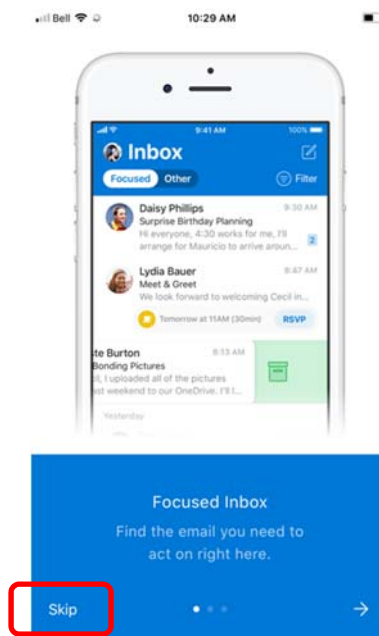 Bell 10:29 AM
9:41 AM 100%
Inbox
Focused Other Filter
Daisy Phillips 9:30 AM
Surprise Birthday Planning
Hi everyone, 4:30 works for me, I'll
arrange for Mauricio to arrive aroun... 2
Lydia Bauer 8:47 AM
Meet & Greet
We look forward to welcoming Cecil in...
Tomorrow at 11AM (30min) RSVP
te Burton 8:13 AM
Bonding Pictures
I, I uploaded all of the pictures
st weekend to our OneDrive. I'll l...
Yesterday
Focused Inbox
Find the email you need to
act on right here.
Skip